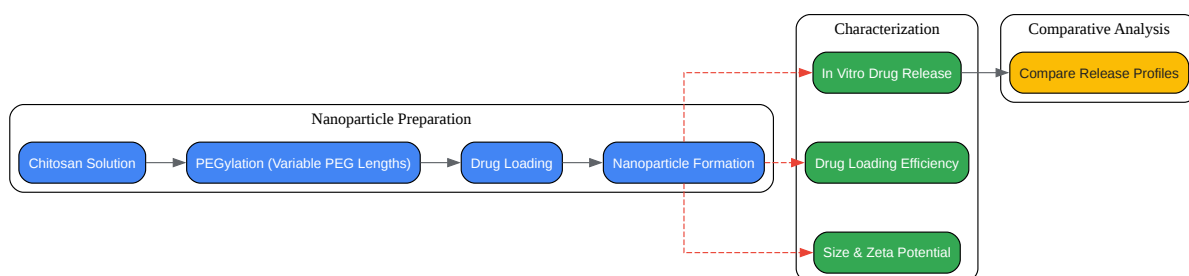 Nanoparticle Preparation
Chitosan Solution
PEGylation (Variable PEG Lengths)
Drug Loading
Nanoparticle Formation
Characterization
In Vitro Drug Release
Drug Loading Efficiency
Size & Zeta Potential
Comparative Analysis
Compare Release Profiles